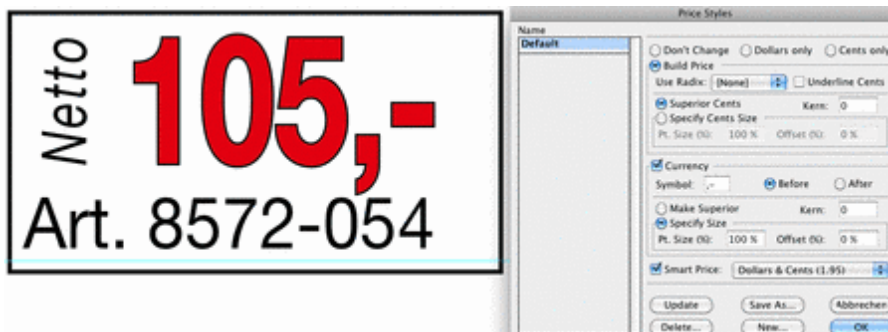 Netto
105,-
Art. 8572-054
Price Styles
Name
Default
Don't Change Dollars only Cents only
Build Price
Use Radix: [None] Underline Cents
Superior Cents Kern: 0
Specify Cents Size
Pt. Size (%): 100 % Offset (%): 0 %
Currency
Symbol: ,- Before After
Make Superior Kern: 0
Specify Size
Pt. Size (%): 100 % Offset (%): 0 %
Smart Price: Dollars & Cents (1.95)
Update Save As... Abbrechen
Delete... New... OK